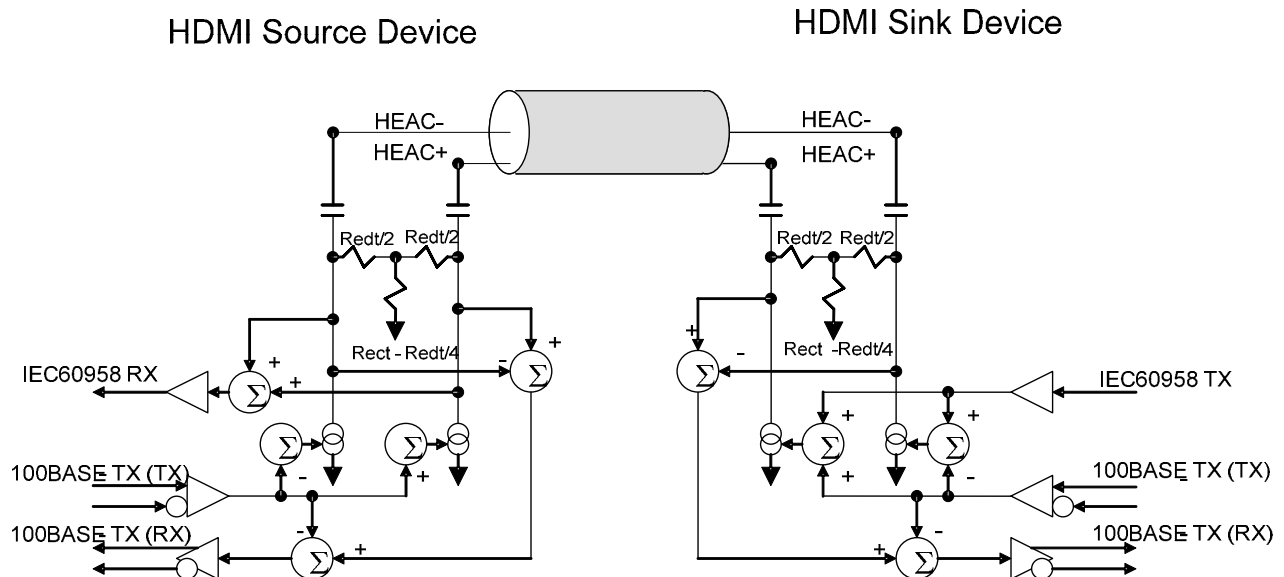 HDMI Source Device
HDMI Sink Device
HEAC-
HEAC+
HEAC-
HEAC+
Redt/2 Redt/2
Redt/2 Redt/2
Rect - Redt/4
Rect - Redt/4
+
-
+
-
IEC60958 RX
+
+
Σ
Σ
Σ
IEC60958 TX
+
+
Σ
Σ
Σ
Σ
100BASE TX (TX)
-
+
+
-
100BASE TX (TX)
100BASE TX (RX)
-
-
100BASE TX (RX)
Σ
+
+
Σ